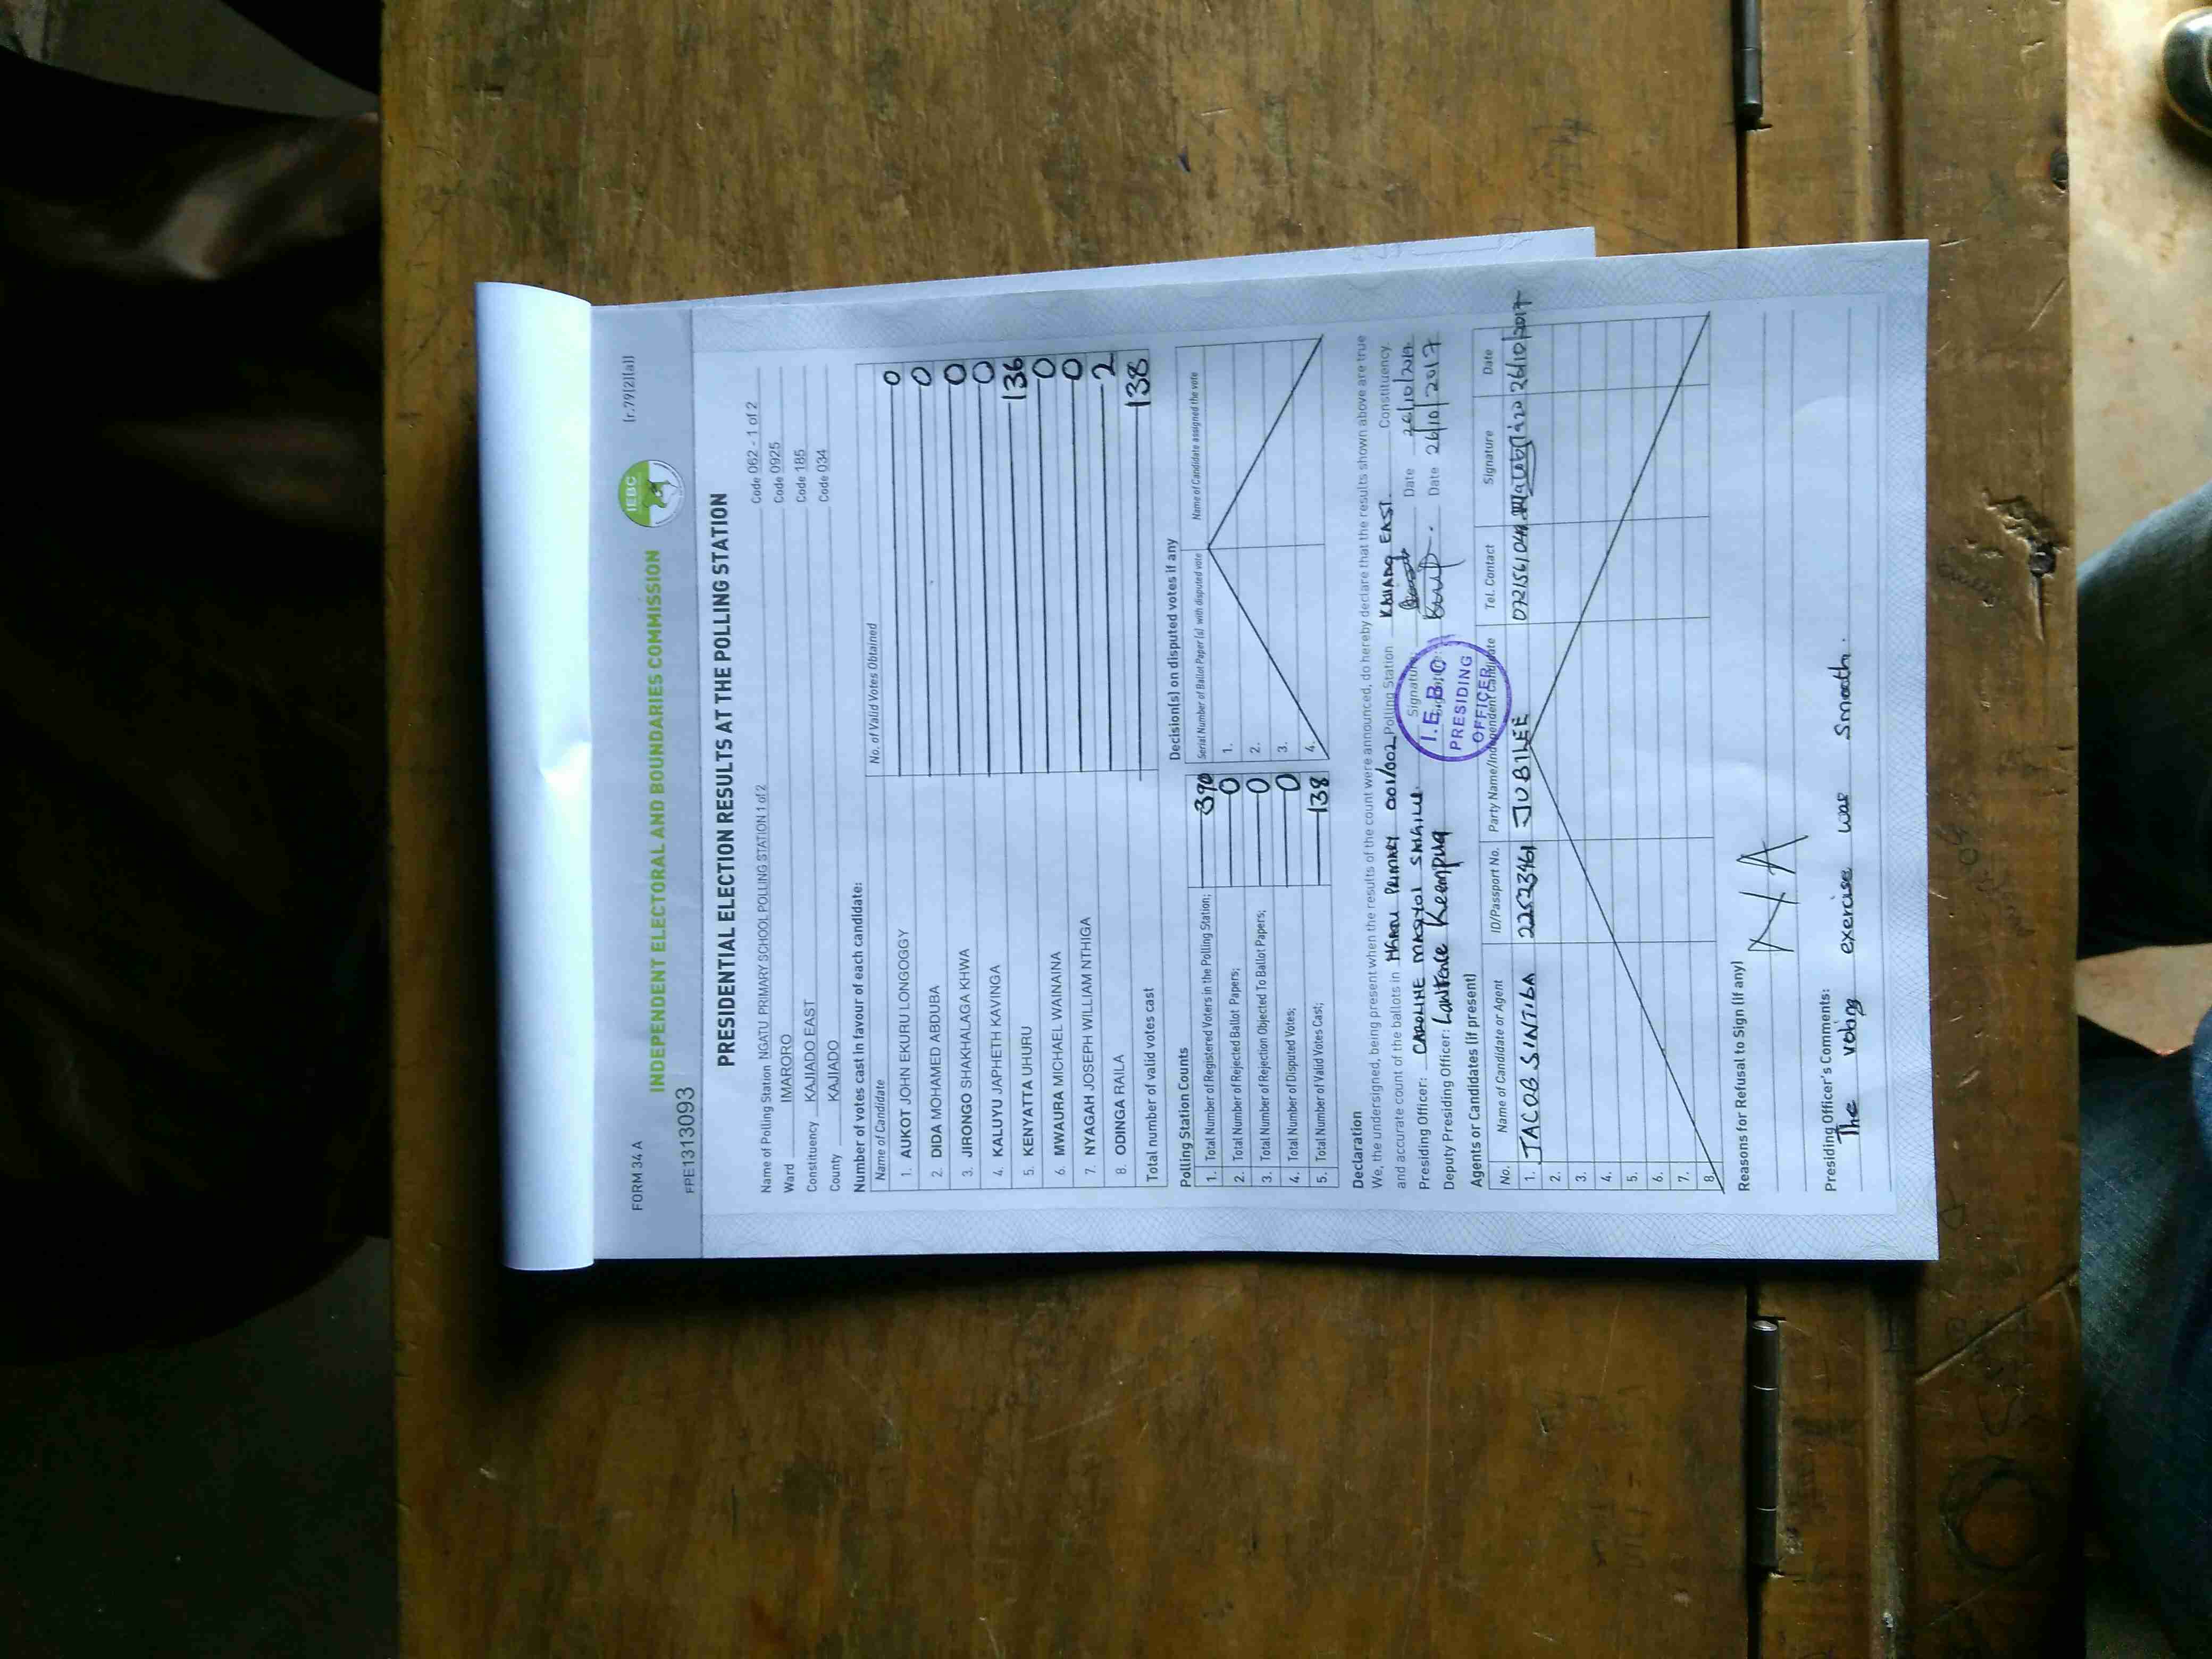 FORM 34 A
[r.79(2)(a)]
INDEPENDENT ELECTORAL AND BOUNDARIES COMMISSION
IEBC
FPE1313093
PRESIDENTIAL ELECTION RESULTS AT THE POLLING STATION
Name of Polling Station NGATU PRIMARY SCHOOL POLLING STATION 1 of 2 Code 062 - 1 of 2
Ward IMARORO Code 0925
Constituency KAJIADO EAST Code 185
County KAJIADO Code 034
Number of votes cast in favour of each candidate:
Name of Candidate No. of Valid Votes Obtained
1. AUKOT JOHN EKURU LONGOGGY 0
2. DIDA MOHAMED ABDUBA 0
3. JIRONGO SHAKHALAGA KHWA 0
4. KALUYU JAPHETH KAVINGA 0
5. KENYATTA UHURU 136
6. MWAURA MICHAEL WAINAINA 0
7. NYAGAH JOSEPH WILLIAM NTHIGA 0
8. ODINGA RAILA 2
Total number of valid votes cast 138
Polling Station Counts
1. Total Number of Registered Voters in the Polling Station; 390
2. Total Number of Rejected Ballot Papers; 0
3. Total Number of Rejection Objected To Ballot Papers; 0
4. Total Number of Disputed Votes; 0
5. Total Number of Valid Votes Cast; 138
Decision(s) on disputed votes if any
Serial Number of Ballot Paper(s) with disputed vote Name of Candidate assigned the vote
1.
2.
3.
4.
Declaration
We, the undersigned, being present when the results of the count were announced, do hereby declare that the results shown above are true
and accurate count of the ballots in NGATU PRIMARY 001/002 Polling Station KAJIADO EAST. Constituency.
Presiding Officer: CAROLINE Signature: Date 26/10/2017
Deputy Presiding Officer: Lawrence Keempua Date 26/10/2017
I.E.B.C
PRESIDING
OFFICER
Agents or Candidates (if present)
No. Name of Candidate or Agent ID/Passport No. Party Name/Independent Candidate Tel. Contact Signature Date
1. JACOB SINTIBA 22523461 JUBILEE 26/10/2017
2.
3.
4.
5.
6.
7.
8.
Reasons for Refusal to Sign (if any)
N/A
Presiding Officer's Comments:
The voting exercise was Smooth.